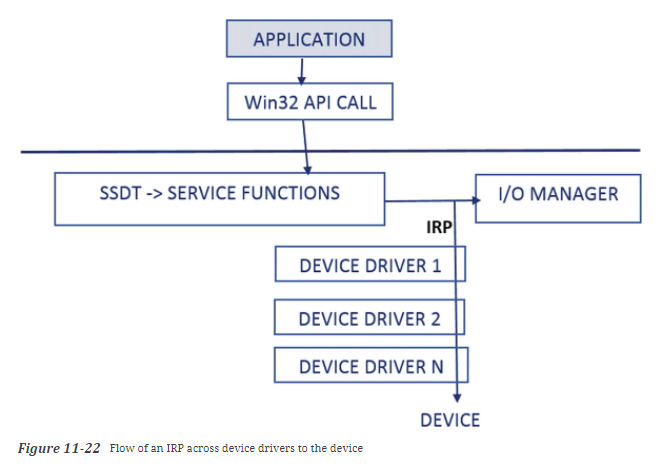 APPLICATION
Win32 API CALL
SSDT -> SERVICE FUNCTIONS
I/O MANAGER
IRP
DEVICE DRIVER 1
DEVICE DRIVER 2
DEVICE DRIVER N
DEVICE
Figure 11-22 Flow of an IRP across device drivers to the device